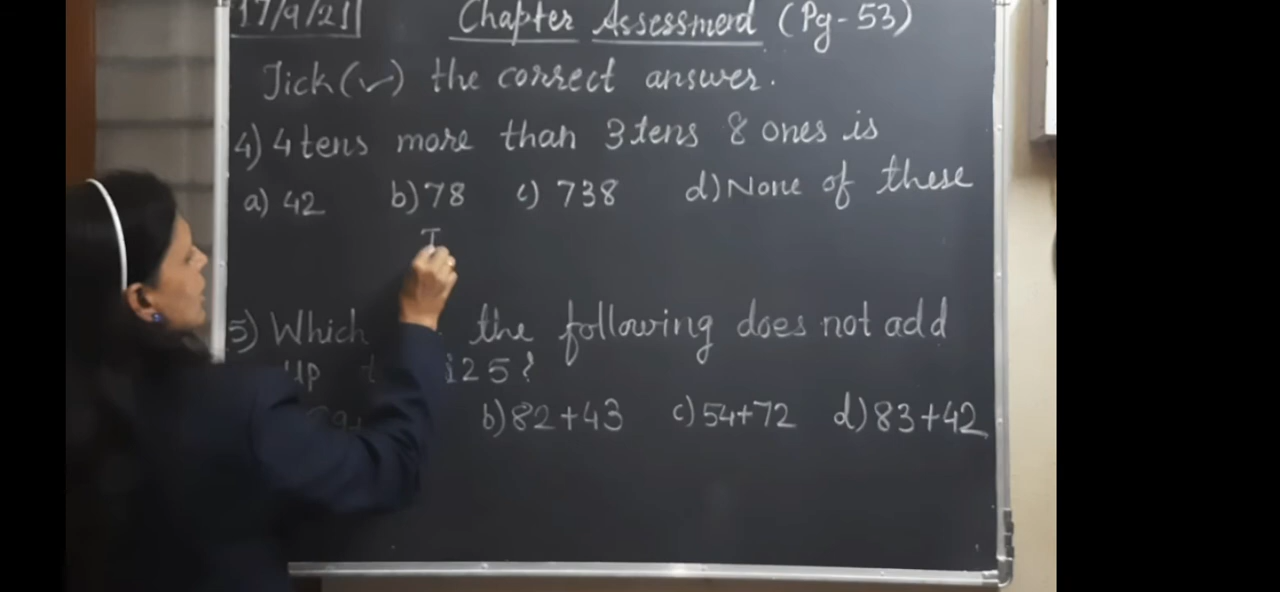 17/9/21 Chapter Assessment (Pg-53)
Tick (✓) the correct answer.
4) 4 tens more than 3 tens 8 ones is
a) 42 b) 78 c) 738 d) None of these
T
5) Which the following does not add
up 125?
b) 82+43 c) 54+72 d) 83+42